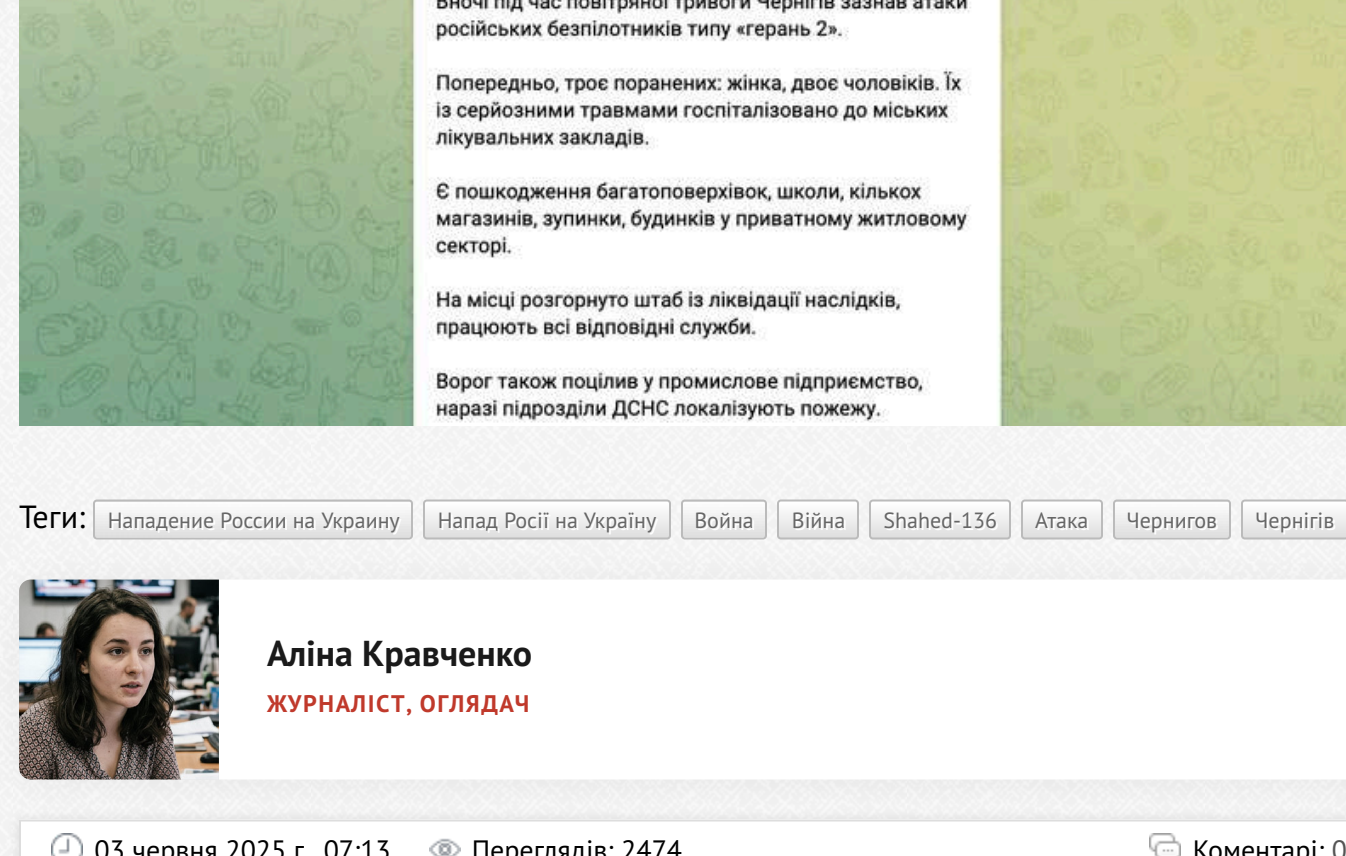 Вночі під час повітряної тривоги Чернігів зазнав атаки
російських безпілотників типу «герань 2».
Попередньо, троє поранених: жінка, двоє чоловіків. Їх
із серйозними травмами госпіталізовано до міських
лікувальних закладів.
Є пошкодження багатоповерхівок, школи, кількох
магазинів, зупинки, будинків у приватному житловому
секторі.
На місці розгорнуто штаб із ліквідації наслідків,
працюють всі відповідні служби.
Ворог також поцілив у промислове підприємство,
наразі підрозділи ДСНС локалізують пожежу.
Теги: Нападение России на Украину Напад Росії на Україну Война Війна Shahed-136 Атака Чернигов Чернігів
Аліна Кравченко
ЖУРНАЛІСТ, ОГЛЯДАЧ
03 червня 2025 г., 07:13 Переглядів: 2474 Коментарі: 0